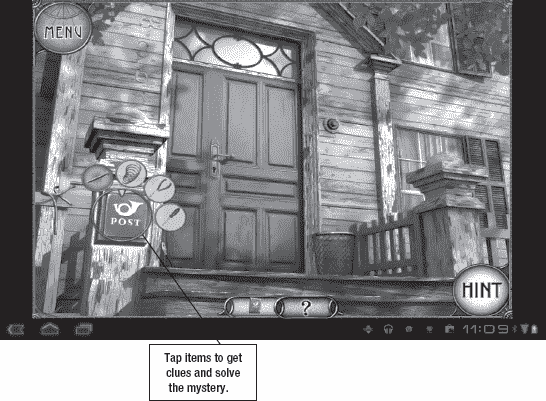 MENU
POST
?
HINT
11:09
Tap items to get
clues and solve
the mystery.